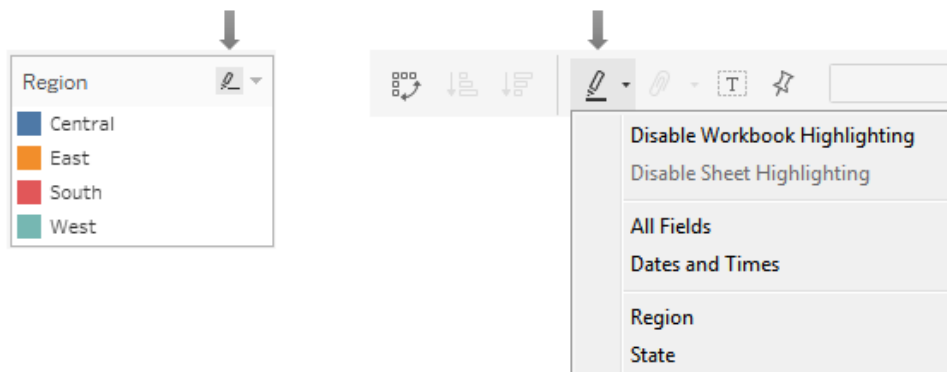 Region
Central
East
South
West
T
Disable Workbook Highlighting
Disable Sheet Highlighting
All Fields
Dates and Times
Region
State